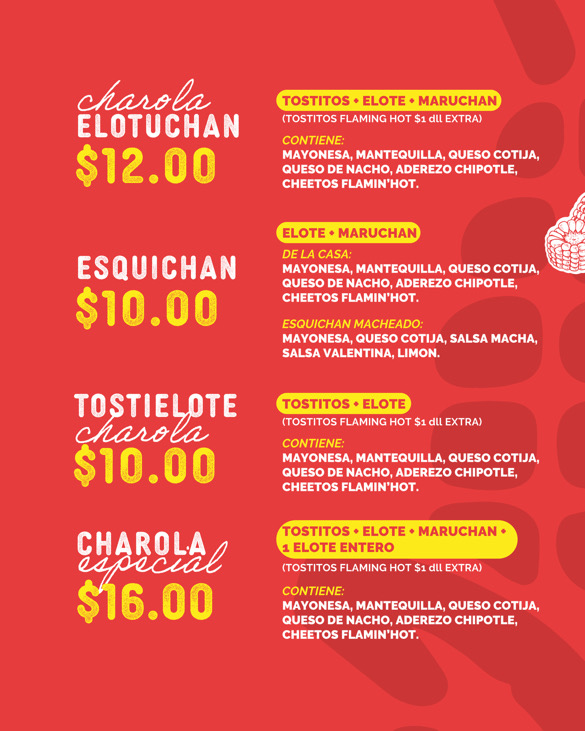 charola
ELOTUCHAN
$12.00
TOSTITOS • ELOTE • MARUCHAN
(TOSTITOS FLAMING HOT $1 dll EXTRA)
CONTIENE:
MAYONESA, MANTEQUILLA, QUESO COTIJA,
QUESO DE NACHO, ADEREZO CHIPOTLE,
CHEETOS FLAMIN'HOT.
ESQUICHAN
$10.00
ELOTE • MARUCHAN
DE LA CASA:
MAYONESA, MANTEQUILLA, QUESO COTIJA,
QUESO DE NACHO, ADEREZO CHIPOTLE,
CHEETOS FLAMIN'HOT.
ESQUICHAN MACHEADO:
MAYONESA, QUESO COTIJA, SALSA MACHA,
SALSA VALENTINA, LIMON.
TOSTIELOTE
charola
$10.00
TOSTITOS • ELOTE
(TOSTITOS FLAMING HOT $1 dll EXTRA)
CONTIENE:
MAYONESA, MANTEQUILLA, QUESO COTIJA,
QUESO DE NACHO, ADEREZO CHIPOTLE,
CHEETOS FLAMIN'HOT.
CHAROLA
especial
$16.00
TOSTITOS • ELOTE • MARUCHAN •
1 ELOTE ENTERO
(TOSTITOS FLAMING HOT $1 dll EXTRA)
CONTIENE:
MAYONESA, MANTEQUILLA, QUESO COTIJA,
QUESO DE NACHO, ADEREZO CHIPOTLE,
CHEETOS FLAMIN'HOT.